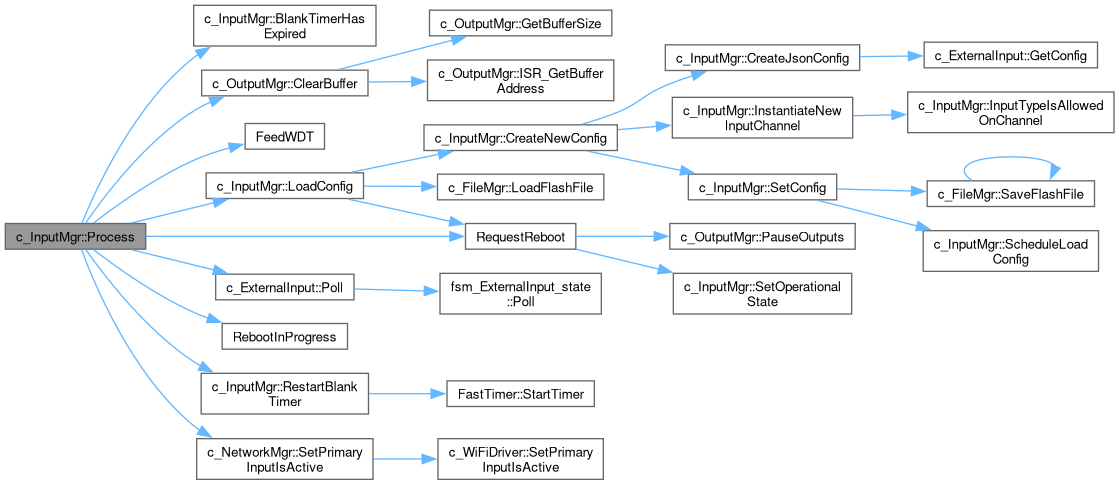 c_InputMgr::Process
c_InputMgr::BlankTimerHas
Expired
c_OutputMgr::ClearBuffer
FeedWDT
c_InputMgr::LoadConfig
c_ExternalInput::Poll
RebootInProgress
c_InputMgr::RestartBlank
Timer
c_NetworkMgr::SetPrimary
InputIsActive
c_OutputMgr::GetBufferSize
c_OutputMgr::ISR_GetBuffer
Address
c_InputMgr::CreateNewConfig
c_FileMgr::LoadFlashFile
RequestReboot
fsm_ExternalInput_state
::Poll
FastTimer::StartTimer
c_WiFiDriver::SetPrimary
InputIsActive
c_InputMgr::CreateJsonConfig
c_InputMgr::InstantiateNew
InputChannel
c_InputMgr::SetConfig
c_OutputMgr::PauseOutputs
c_InputMgr::SetOperational
State
c_ExternalInput::GetConfig
c_InputMgr::InputTypeIsAllowed
OnChannel
c_FileMgr::SaveFlashFile
c_InputMgr::ScheduleLoad
Config